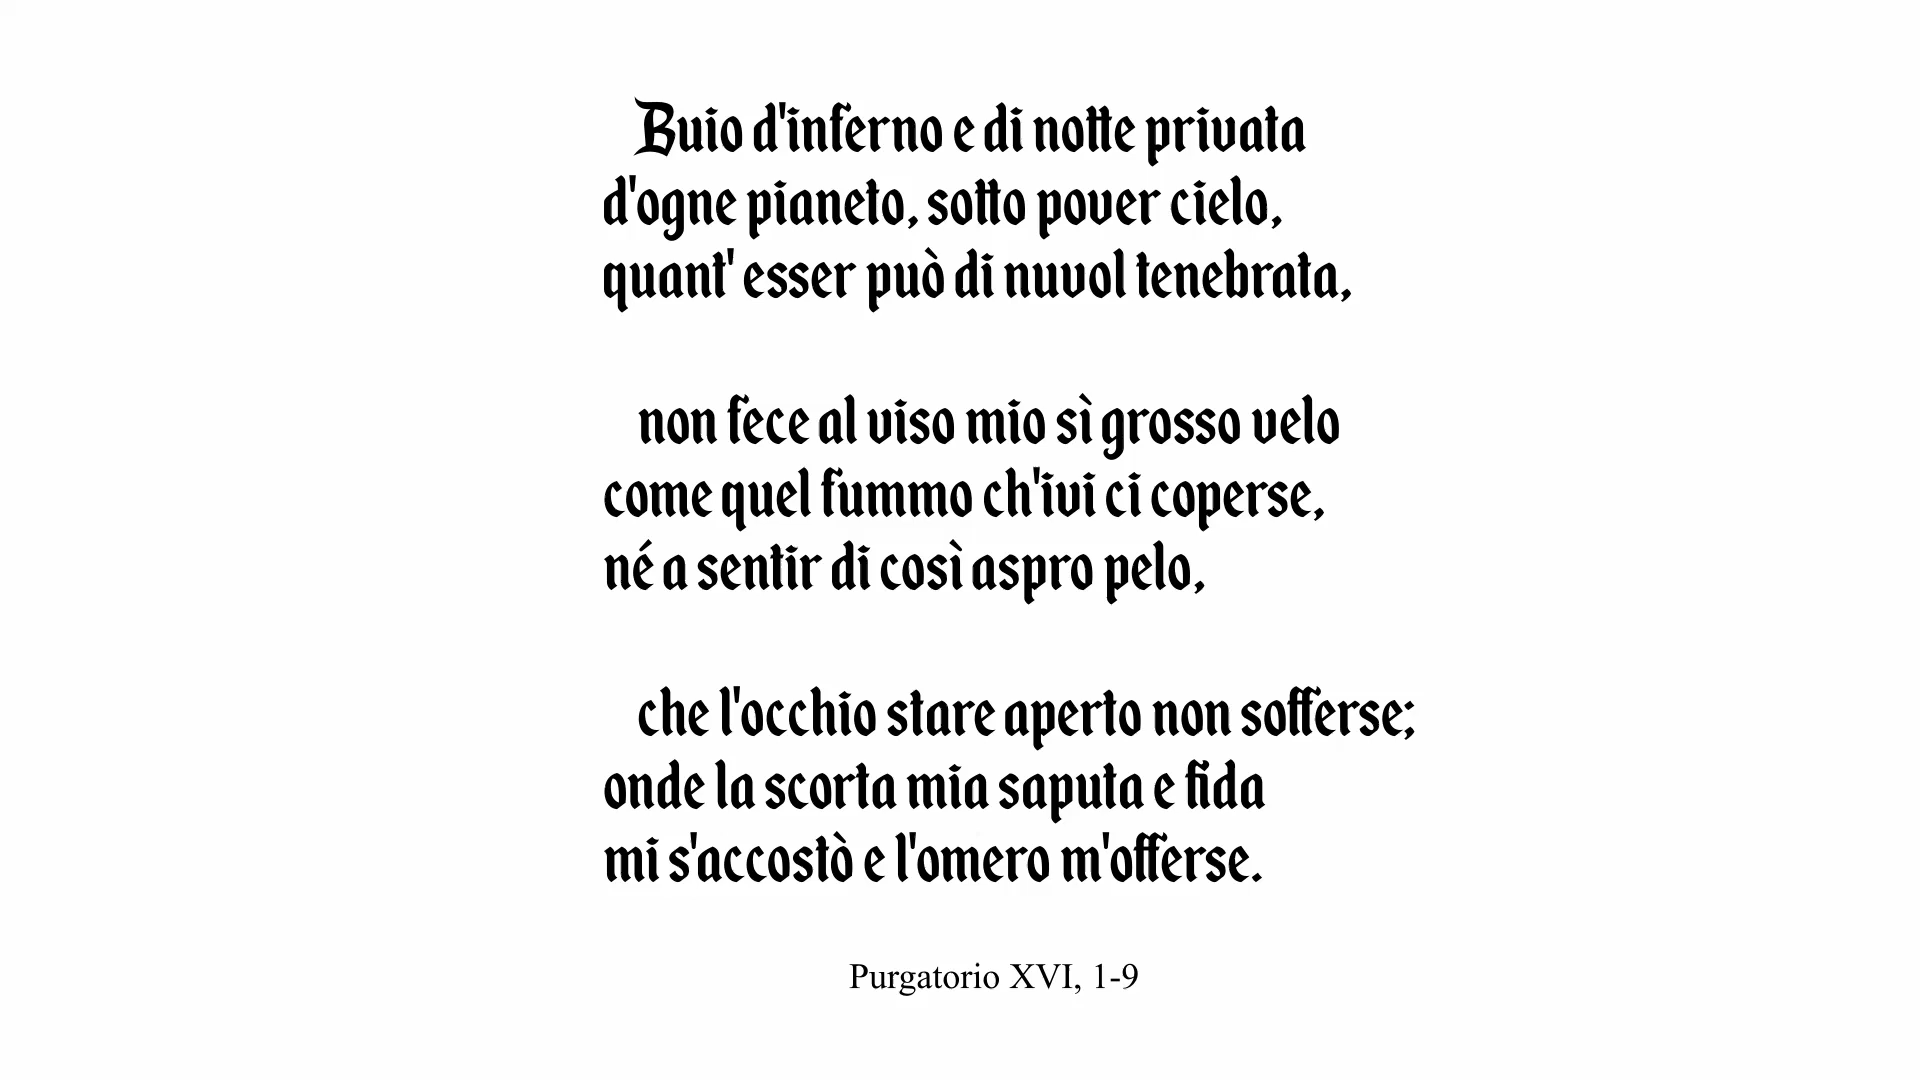 Buio d'inferno e di notte privata
d'ogne pianeto, sotto pover cielo,
quant' esser può di nuvol tenebrata,
non fece al viso mio sì grosso velo
come quel fummo ch'ivi ci coperse,
né a sentir di così aspro pelo,
che l'occhio stare aperto non sofferse;
onde la scorta mia saputa e fida
mi s'accostò e l'omero m'offerse.
Purgatorio XVI, 1-9